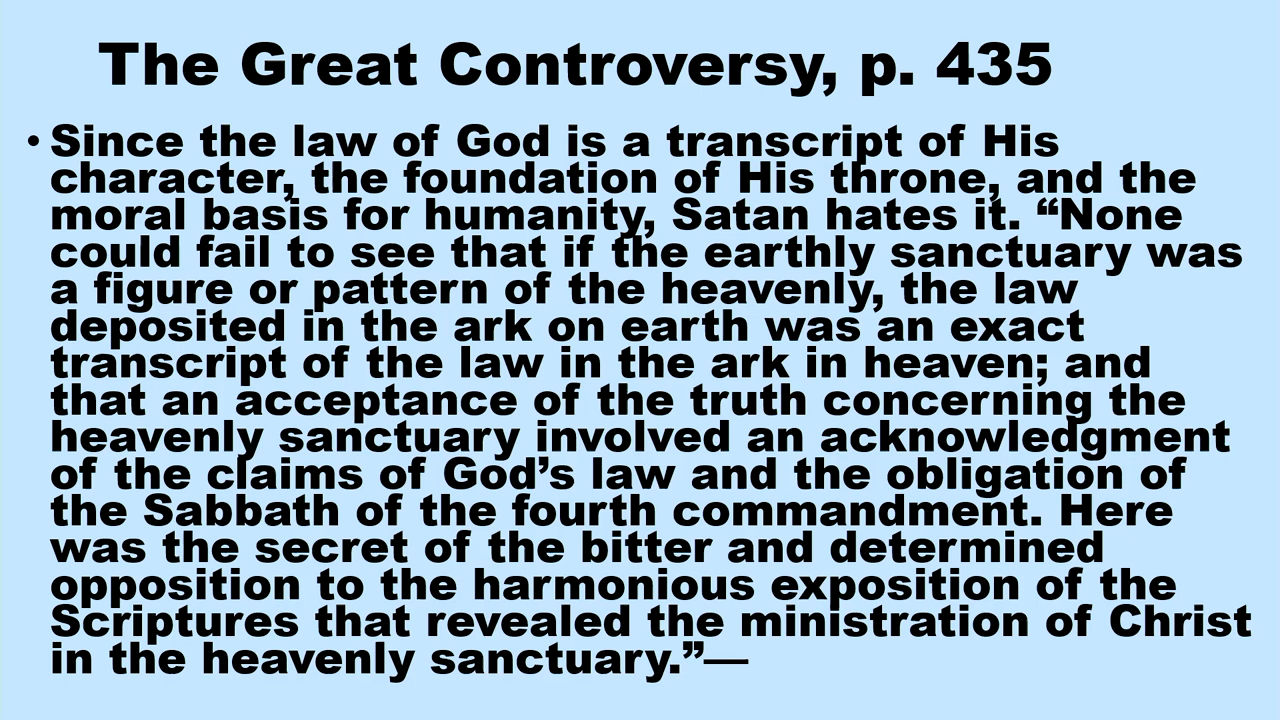 The Great Controversy, p. 435
• Since the law of God is a transcript of His
character, the foundation of His throne, and the
moral basis for humanity, Satan hates it. “None
could fail to see that if the earthly sanctuary was
a figure or pattern of the heavenly, the law
deposited in the ark on earth was an exact
transcript of the law in the ark in heaven; and
that an acceptance of the truth concerning the
heavenly sanctuary involved an acknowledgment
of the claims of God’s law and the obligation of
the Sabbath of the fourth commandment. Here
was the secret of the bitter and determined
opposition to the harmonious exposition of the
Scriptures that revealed the ministration of Christ
in the heavenly sanctuary.”—